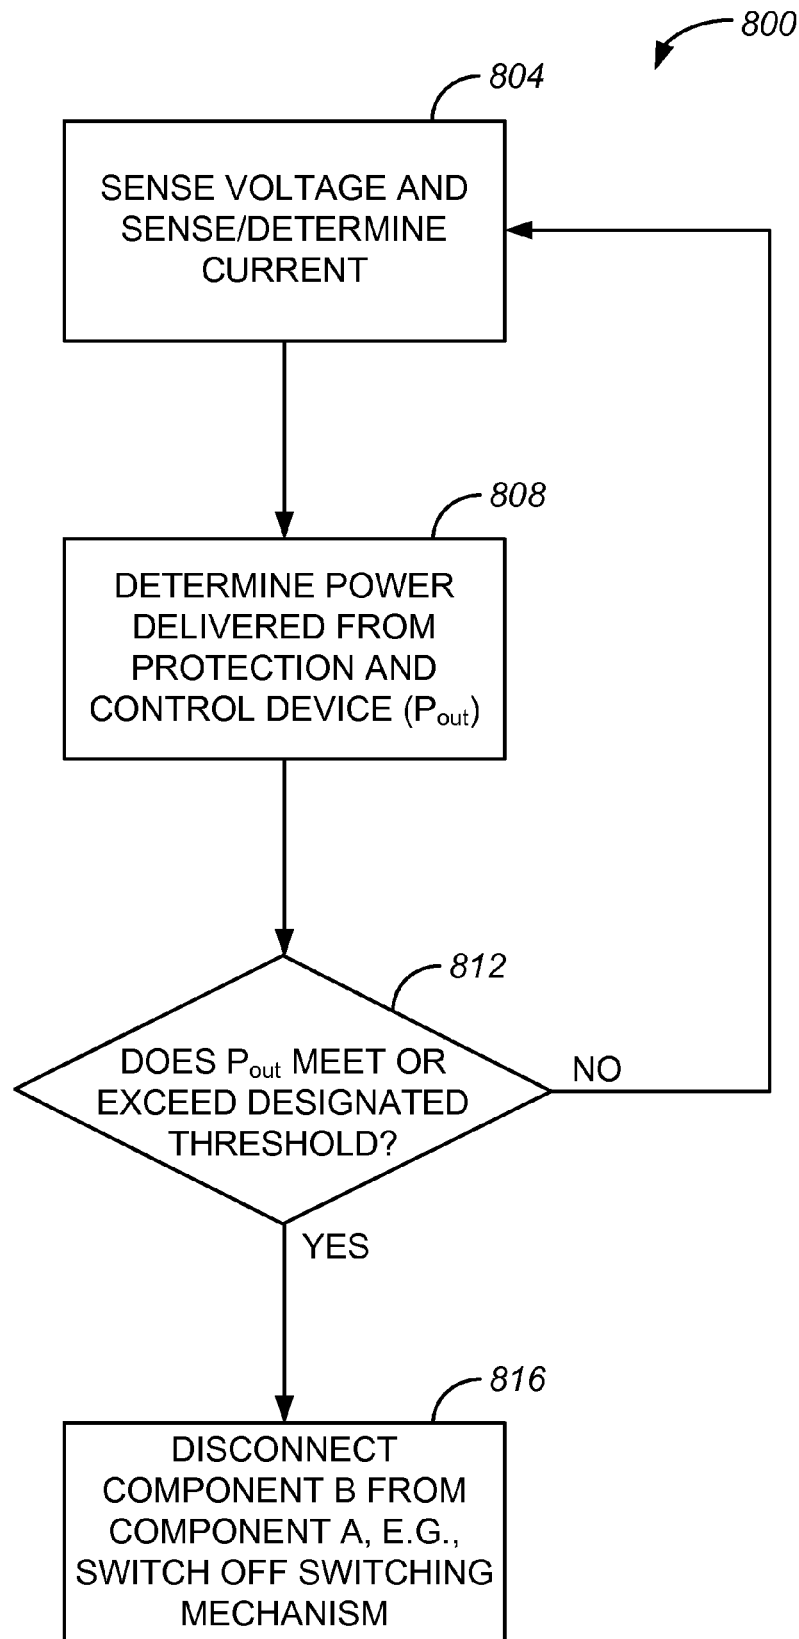 800
804
SENSE VOLTAGE AND
SENSE/DETERMINE
CURRENT
808
DETERMINE POWER
DELIVERED FROM
PROTECTION AND
CONTROL DEVICE (Pout)
812
DOES Pout MEET OR
EXCEED DESIGNATED
THRESHOLD?
NO
YES
816
DISCONNECT
COMPONENT B FROM
COMPONENT A, E.G.,
SWITCH OFF SWITCHING
MECHANISM